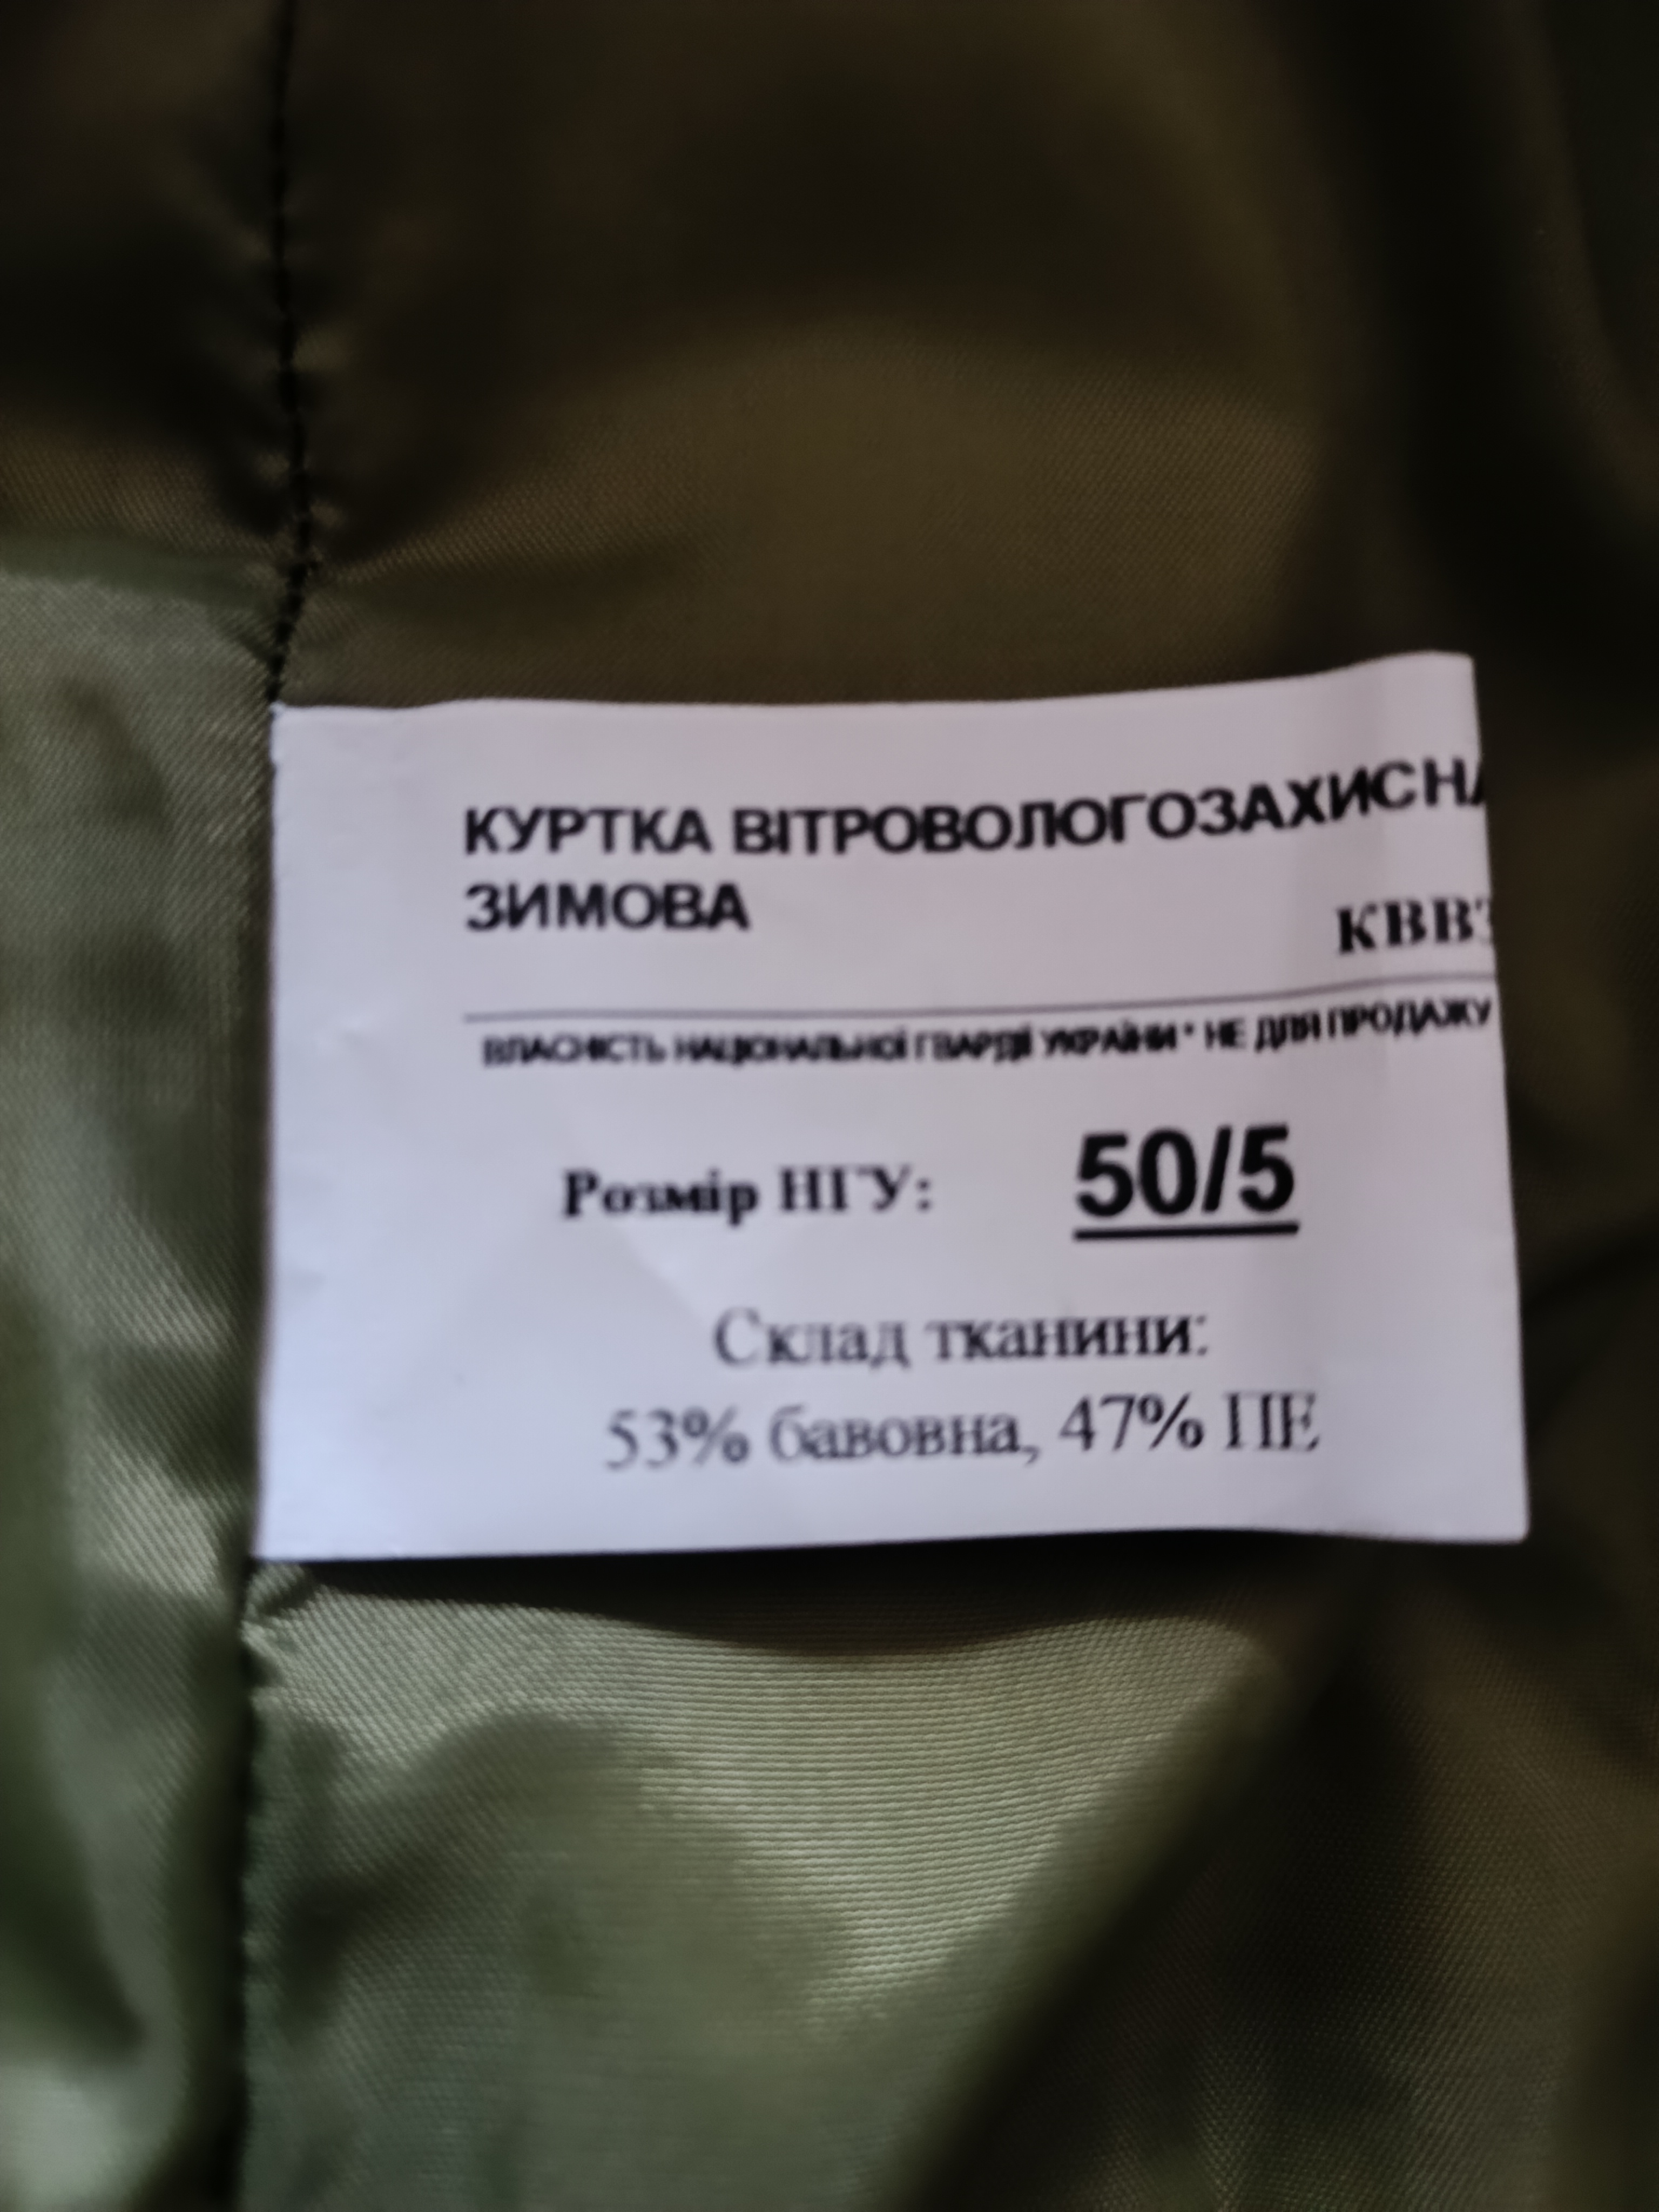 КУРТКА ВІТРОВОЛОГОЗАХИСНА
ЗИМОВА
КВВЗ
ВЛАСНІСТЬ НАЦІОНАЛЬНОЇ ГВАРДІЇ УКРАЇНИ * НЕ ДЛЯ ПРОДАЖУ
Розмір НГУ: 50/5
Склад тканини:
53% бавовна, 47% ПЕ